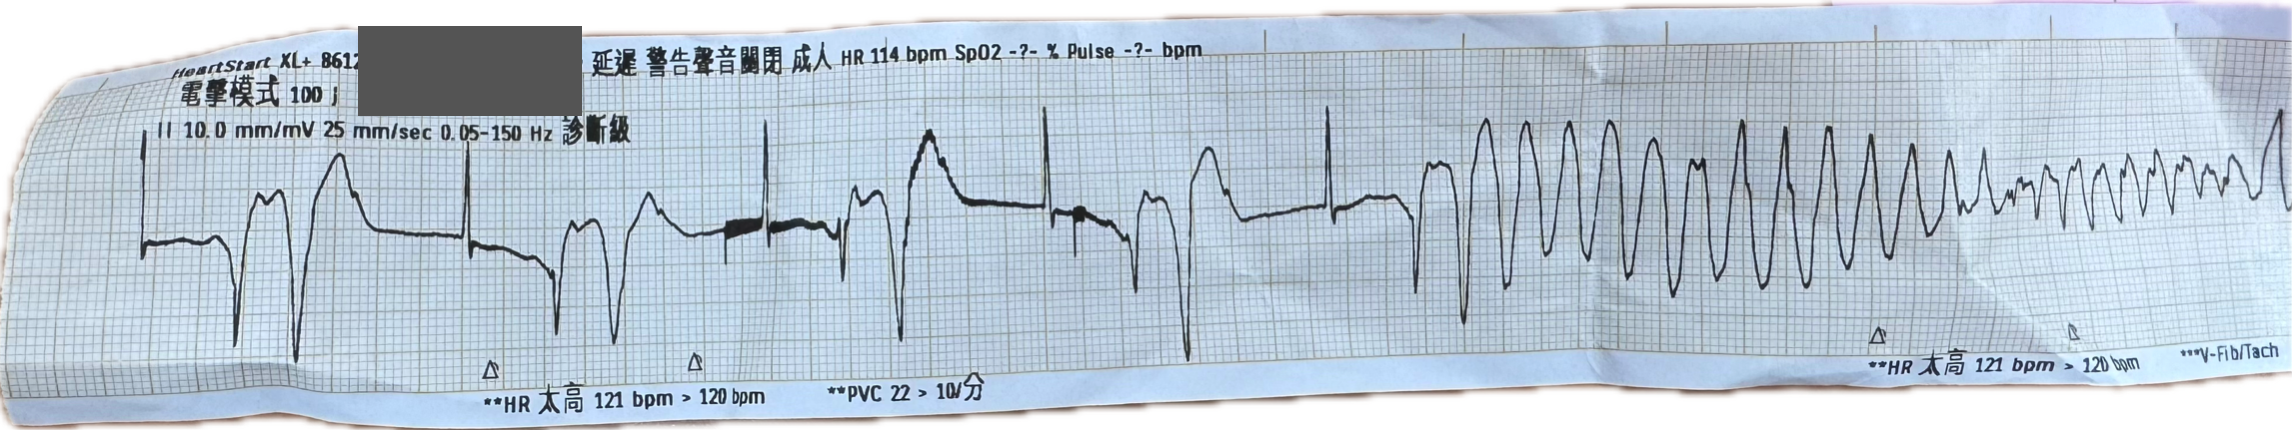 HeartStart XL+ 861 延遲 警告聲音關閉 成人 HR 114 bpm SpO2 -?- % Pulse -?- bpm
電擊模式 100 j
II 10.0 mm/mV 25 mm/sec 0.05-150 Hz 診斷級
**HR 太高 121 bpm > 120 bpm **PVC 22 > 10/分
**HR 太高 121 bpm > 120 bpm ***V-Fib/Tach